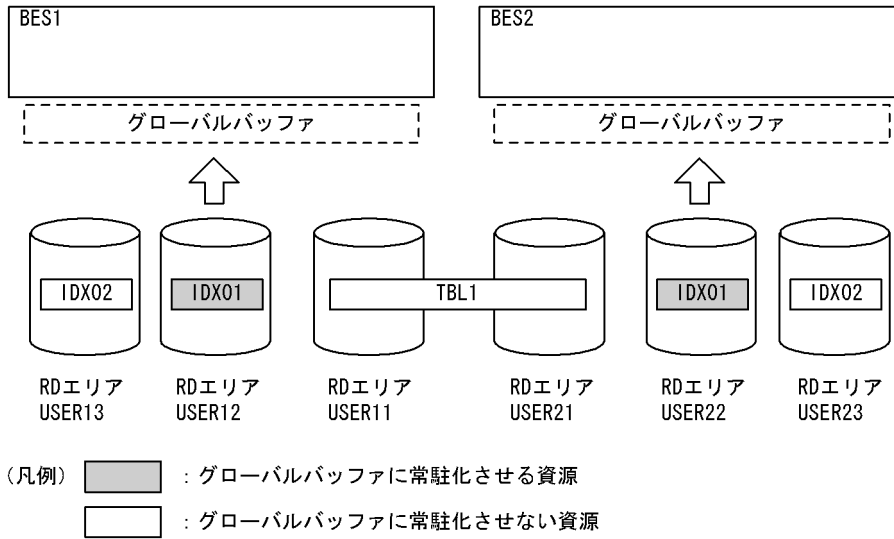 BES1
BES2
グローバルバッファ
グローバルバッファ
IDX02
IDX01
TBL1
IDX01
IDX02
RDエリア
USER13
RDエリア
USER12
RDエリア
USER11
RDエリア
USER21
RDエリア
USER22
RDエリア
USER23
(凡例)
：グローバルバッファに常駐化させる資源
：グローバルバッファに常駐化させない資源